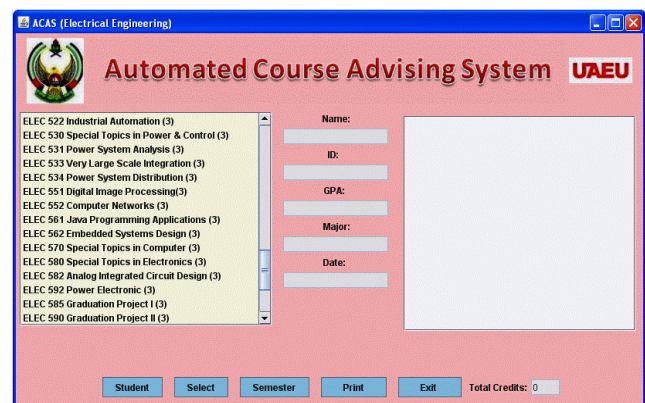 ACAS (Electrical Engineering)
Automated Course Advising System
UAEU
ELEC 522 Industrial Automation (3)
ELEC 530 Special Topics in Power & Control (3)
ELEC 531 Power System Analysis (3)
ELEC 533 Very Large Scale Integration (3)
ELEC 534 Power System Distribution (3)
ELEC 551 Digital Image Processing(3)
ELEC 552 Computer Networks (3)
ELEC 561 Java Programming Applications (3)
ELEC 562 Embedded Systems Design (3)
ELEC 570 Special Topics in Computer (3)
ELEC 580 Special Topics in Electronics (3)
ELEC 582 Analog Integrated Circuit Design (3)
ELEC 592 Power Electronic (3)
ELEC 585 Graduation Project I (3)
ELEC 590 Graduation Project II (3)
Name:
ID:
GPA:
Major:
Date:
Student Select Semester Print Exit Total Credits: 0